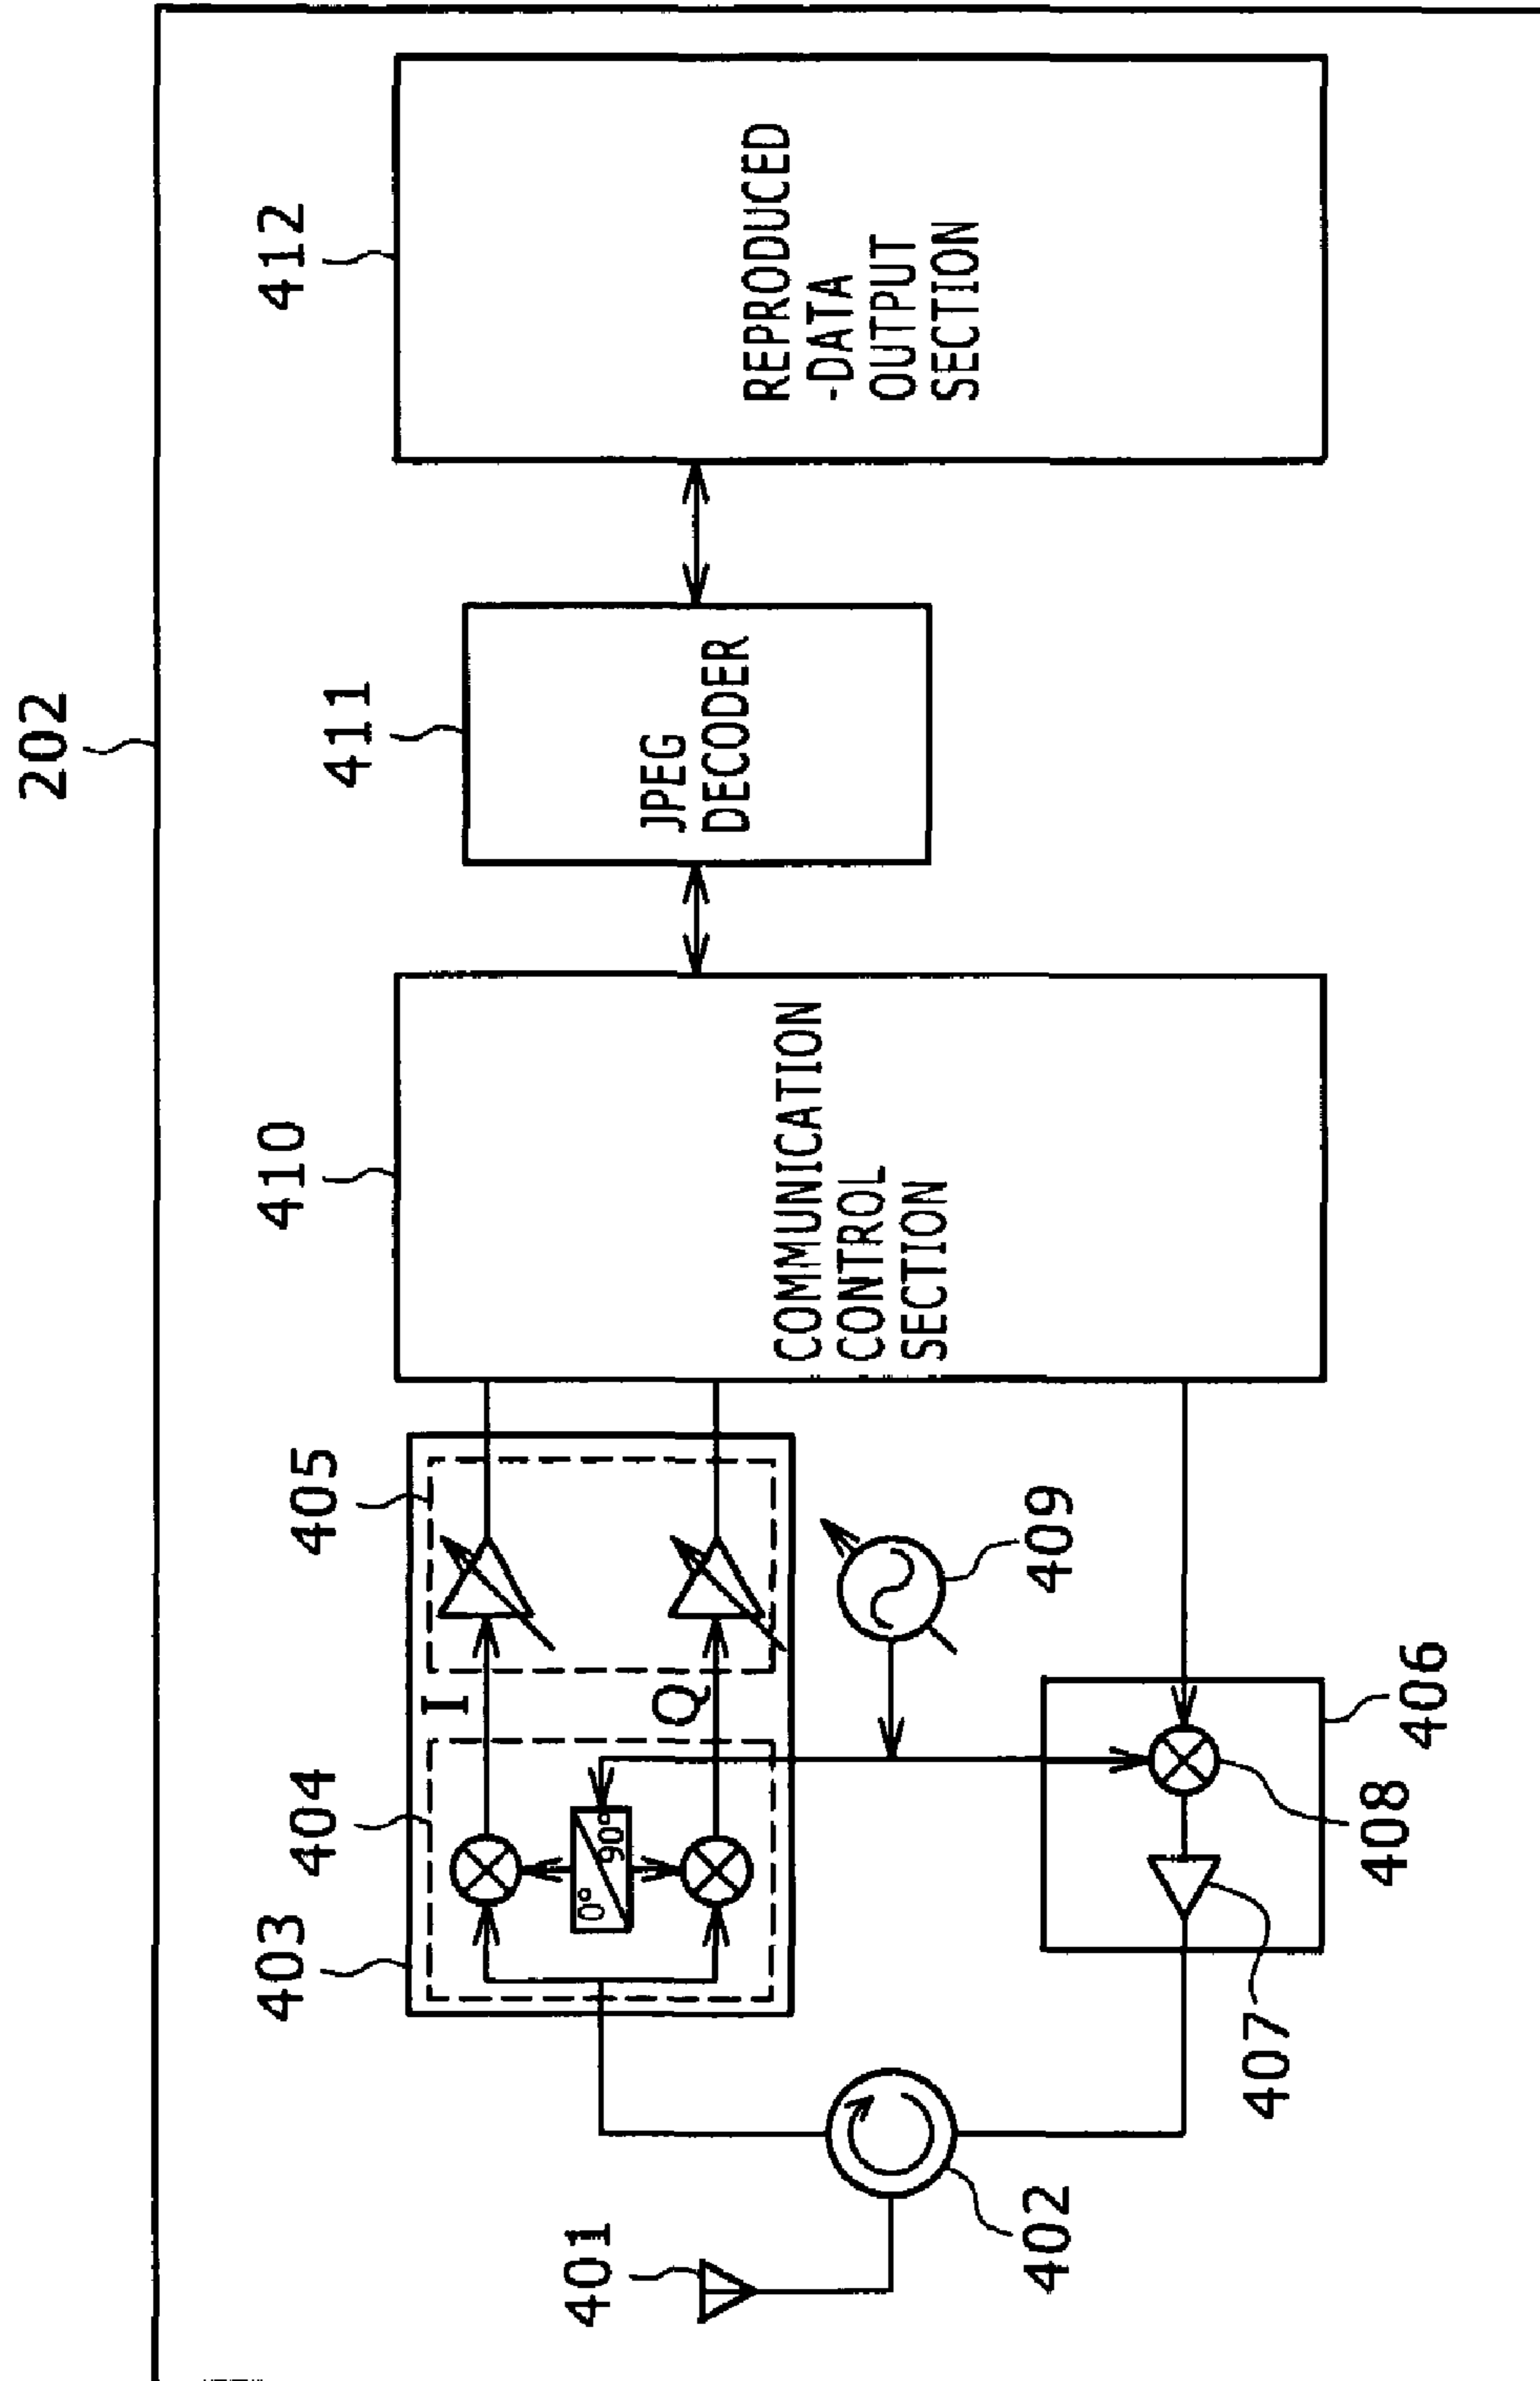 202
403
404
405
410
411
412
I
Q
0°
90°
COMMUNICATION
CONTROL
SECTION
JPEG
DECODER
REPRODUCED
-DATA
OUTPUT
SECTION
401
402
409
407
408
406